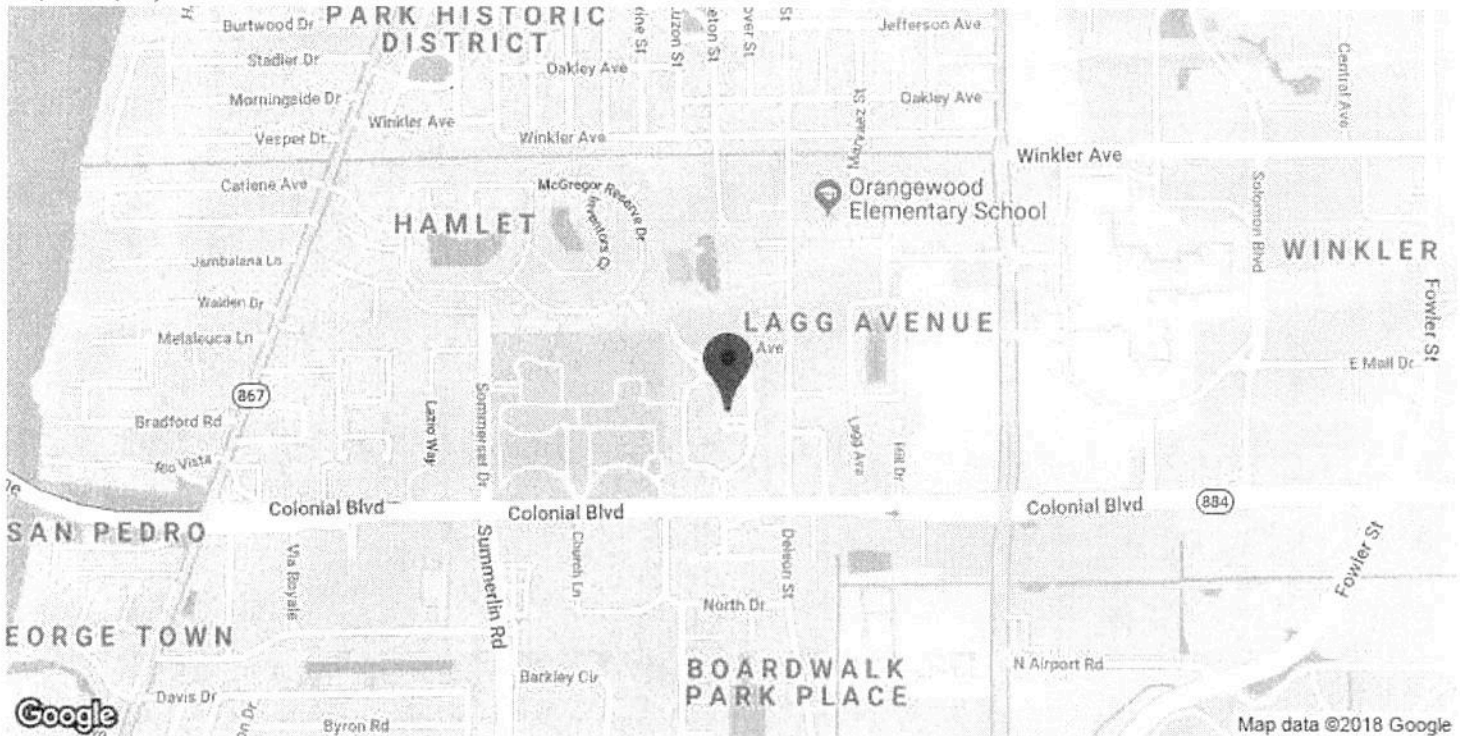 PARK HISTORIC
DISTRICT
Burtwood Dr
Stadler Dr
Morningside Dr
Vesper Dr
Jefferson Ave
Oakley Ave
Oakley Ave
Central Ave
Winkler Ave
Winkler Ave
Winkler Ave
Catlene Ave
McGregor Reserve Dr
Inventors Ct
HAMLET
Orangewood
Elementary School
Solomon Blvd
WINKLER
Fowler St
Jambalana Ln
Walden Dr
Melaleuca Ln
LAGG AVENUE
Ave
E Mall Dr
867
Bradford Rd
Lazio Way
Sommerset Dr
Lagg Ave
Hill Dr
Colonial Blvd
Colonial Blvd
Colonial Blvd
884
SAN PEDRO
Via Royale
Summerlin Rd
Church Ln
Deleon St
North Dr
Fowler St
EORGE TOWN
Barkley Cir
BOARDWALK
PARK PLACE
N Airport Rd
Davis Dr
Byron Rd
Google
Map data ©2018 Google